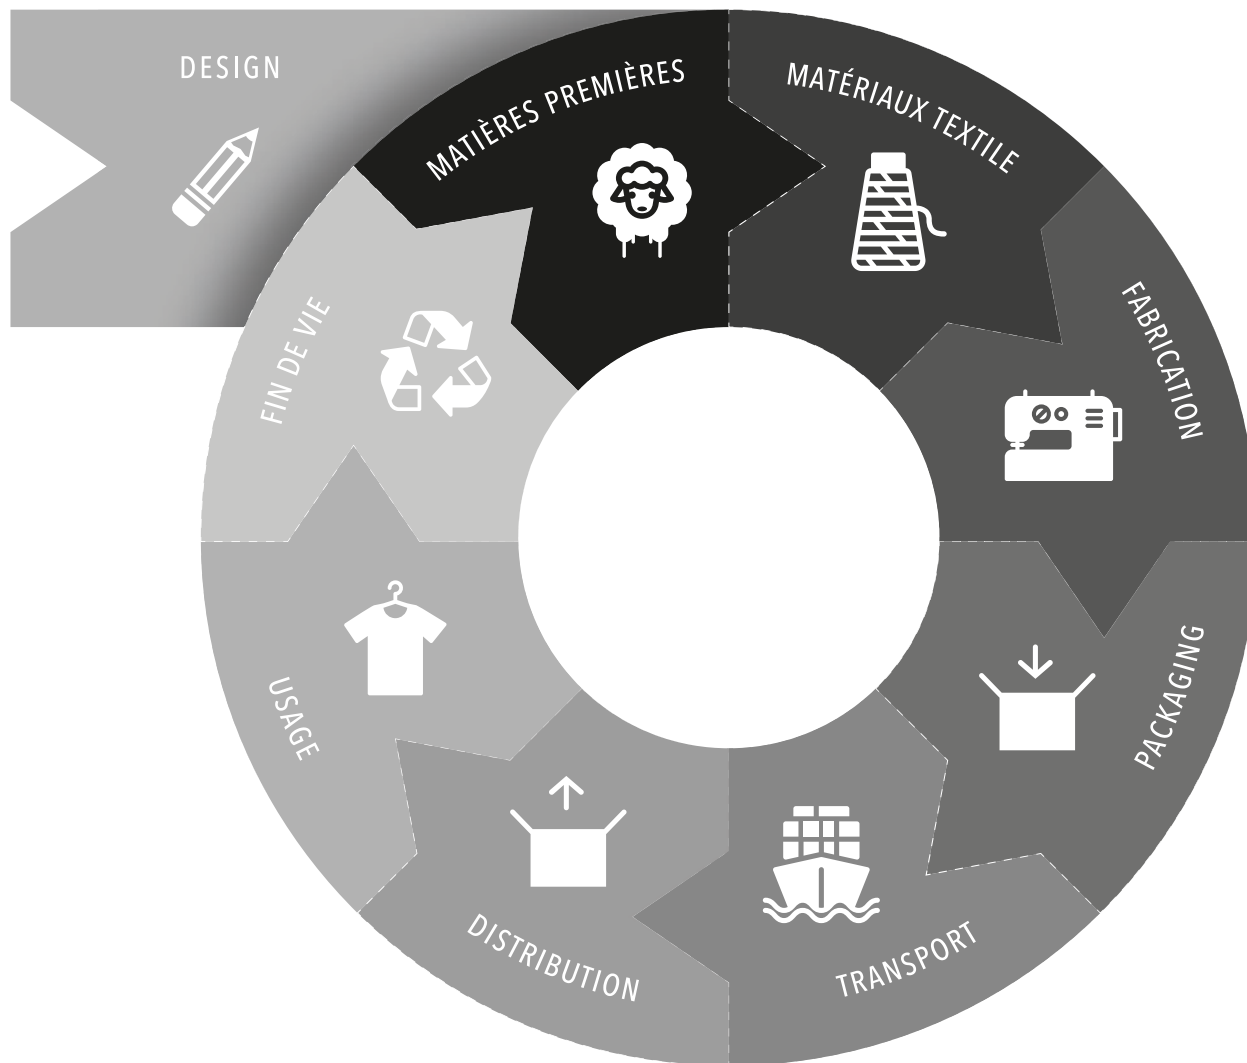 DESIGN
MATIÈRES PREMIÈRES
MATÉRIAUX TEXTILE
FABRICATION
PACKAGING
TRANSPORT
DISTRIBUTION
USAGE
FIN DE VIE